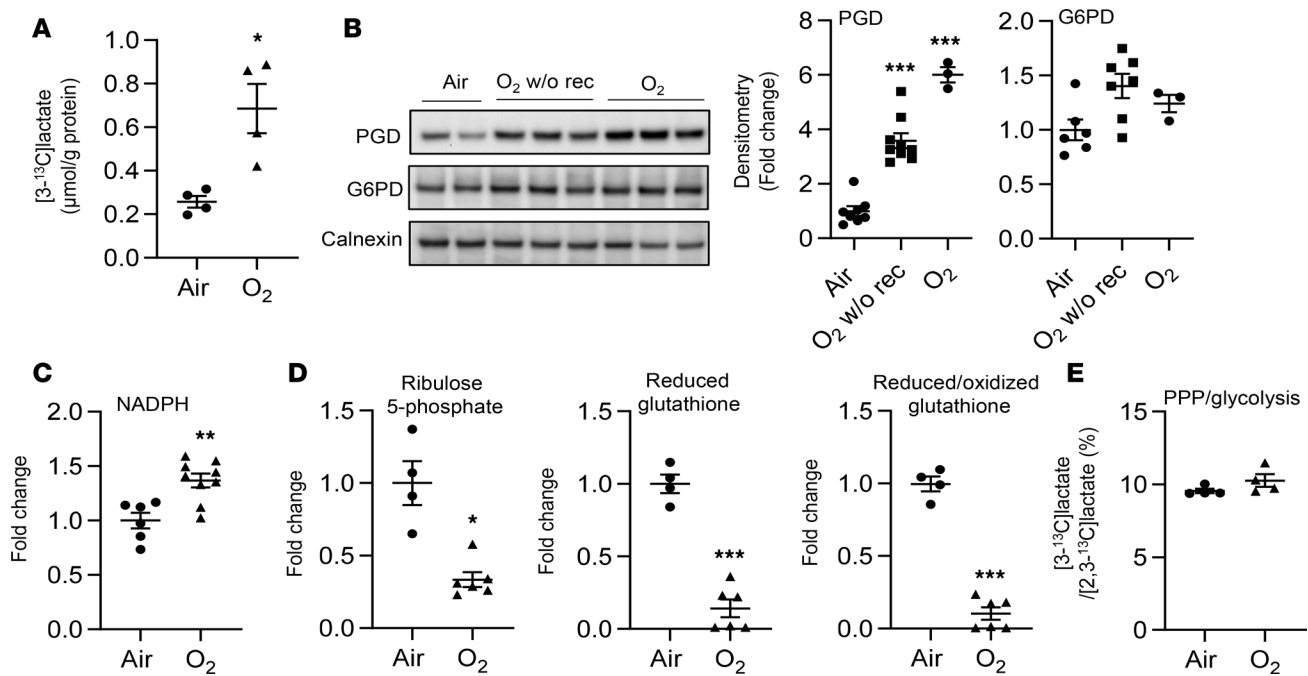 A
[3-¹³C]lactate
(μmol/g protein)
1.0
0.8
0.6
0.4
0.2
0.0
*
Air
O₂
B
Air
O₂ w/o rec
O₂
PGD
G6PD
Calnexin
Densitometry
(Fold change)
PGD
8
6
4
2
0
***
***
Air
O₂ w/o rec
O₂
G6PD
2.0
1.5
1.0
0.5
0.0
Air
O₂ w/o rec
O₂
C
NADPH
Fold change
2.0
1.5
1.0
0.5
0.0
**
Air
O₂
D
Ribulose
5-phosphate
Fold change
1.5
1.0
0.5
0.0
*
Air
O₂
Reduced
glutathione
Fold change
1.5
1.0
0.5
0.0
***
Air
O₂
Reduced/oxidized
glutathione
Fold change
1.5
1.0
0.5
0.0
***
Air
O₂
E
PPP/glycolysis
[3-¹³C]lactate
/[2,3-¹³C]lactate (%)
15
10
5
0
Air
O₂